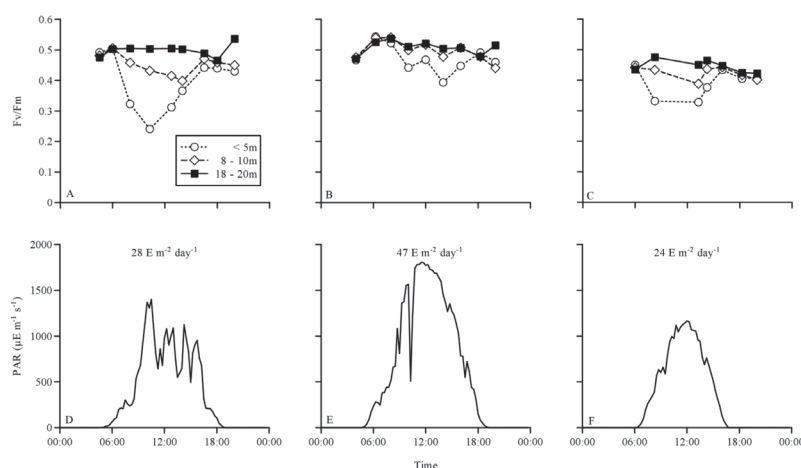 0.6
0.5
0.4
0.3
0.2
0.1
0
Fv/Fm
< 5m
8 - 10m
18 - 20m
A
B
C
2000
1500
1000
500
0
PAR (µE m⁻¹ s⁻¹)
28 E m⁻² day⁻¹
47 E m⁻² day⁻¹
24 E m⁻² day⁻¹
D
E
F
00:00 06:00 12:00 18:00 00:00
00:00 06:00 12:00 18:00 00:00
00:00 06:00 12:00 18:00 00:00
Time